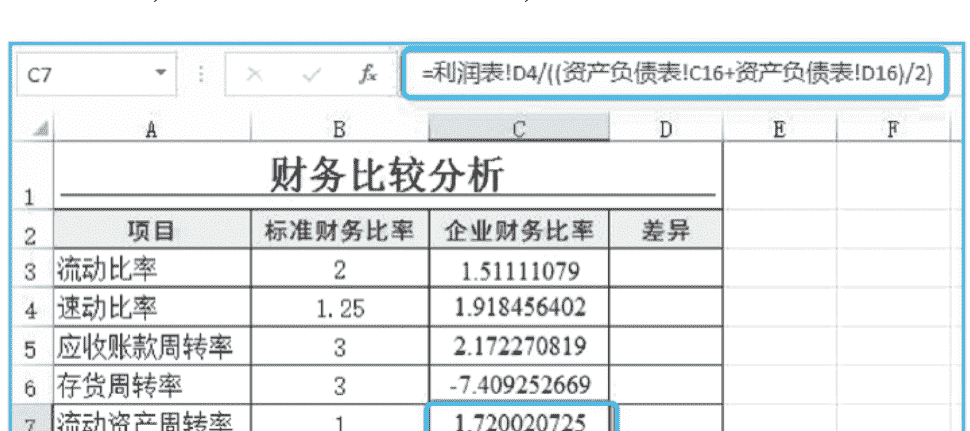 C7 fx =利润表!D4/((资产负债表!C16+资产负债表!D16)/2)
A B C D E F
1 财务比较分析
2 项目 标准财务比率 企业财务比率 差异
3 流动比率 2 1.51111079
4 速动比率 1.25 1.918456402
5 应收账款周转率 3 2.172270819
6 存货周转率 3 -7.409252669
7 流动资产周转率 1 1.720020725